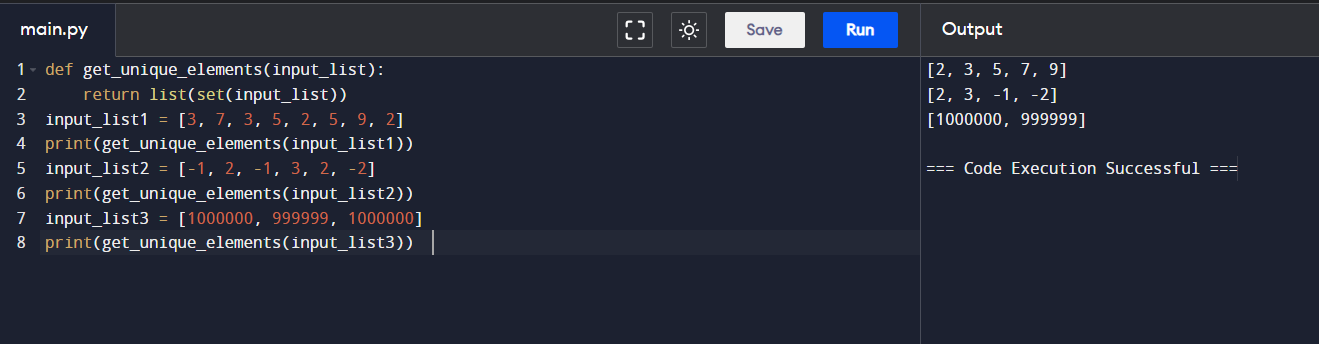 main.py
Save
Run
Output
1 def get_unique_elements(input_list):
2     return list(set(input_list))
3 input_list1 = [3, 7, 3, 5, 2, 5, 9, 2]
4 print(get_unique_elements(input_list1))
5 input_list2 = [-1, 2, -1, 3, 2, -2]
6 print(get_unique_elements(input_list2))
7 input_list3 = [1000000, 999999, 1000000]
8 print(get_unique_elements(input_list3))
[2, 3, 5, 7, 9]
[2, 3, -1, -2]
[1000000, 999999]
=== Code Execution Successful ===